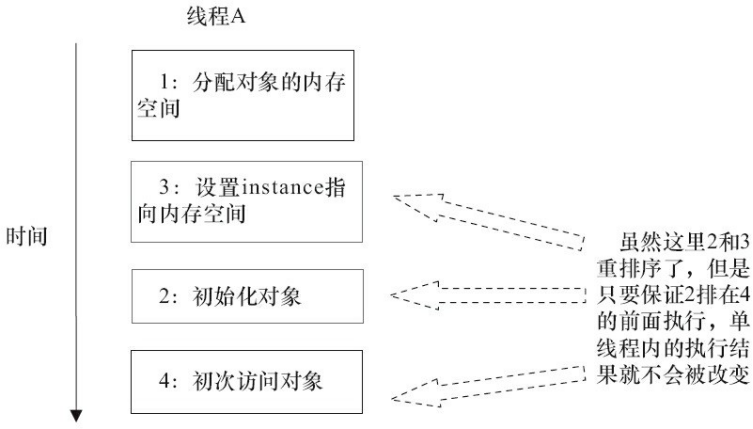 线程A
1：分配对象的内存
空间
3：设置instance指
向内存空间
时间
2：初始化对象
4：初次访问对象
虽然这里2和3
重排序了，但是
只要保证2排在4
的前面执行，单
线程内的执行结
果就不会被改变